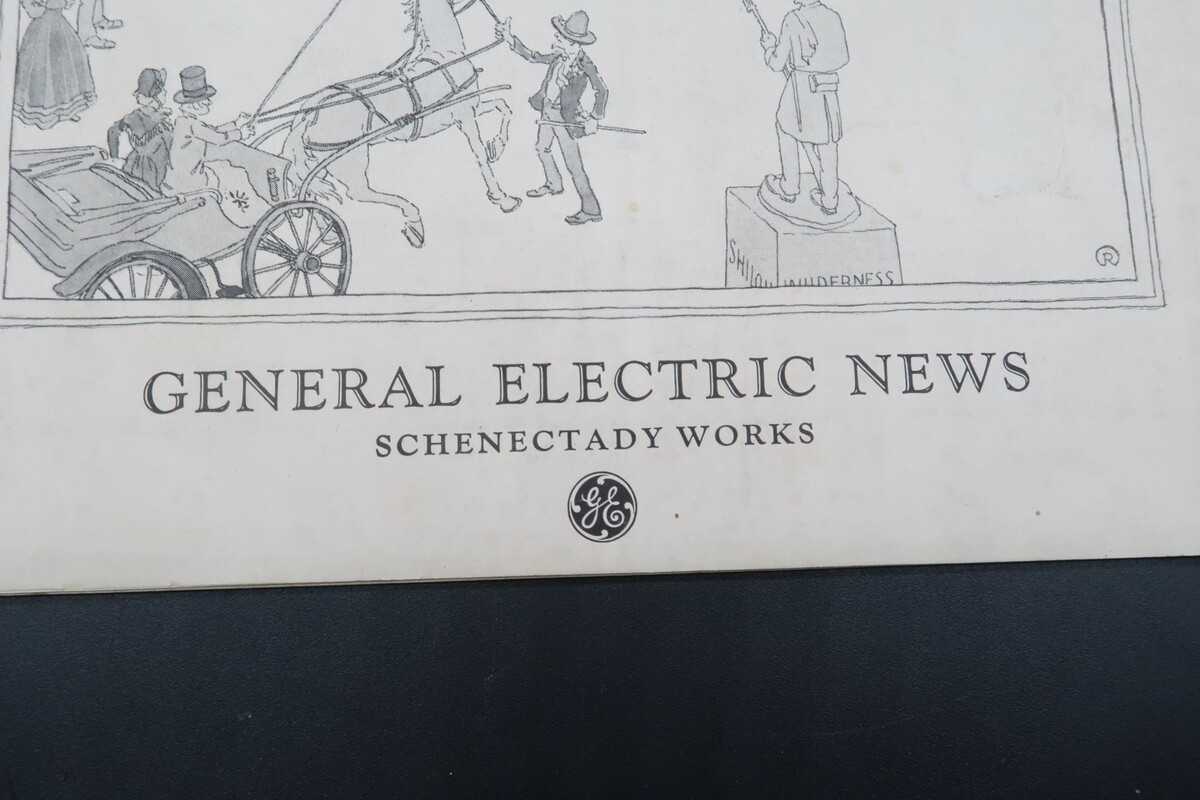 SHILOH WILDERNESS
R
GENERAL ELECTRIC NEWS
SCHENECTADY WORKS
GE